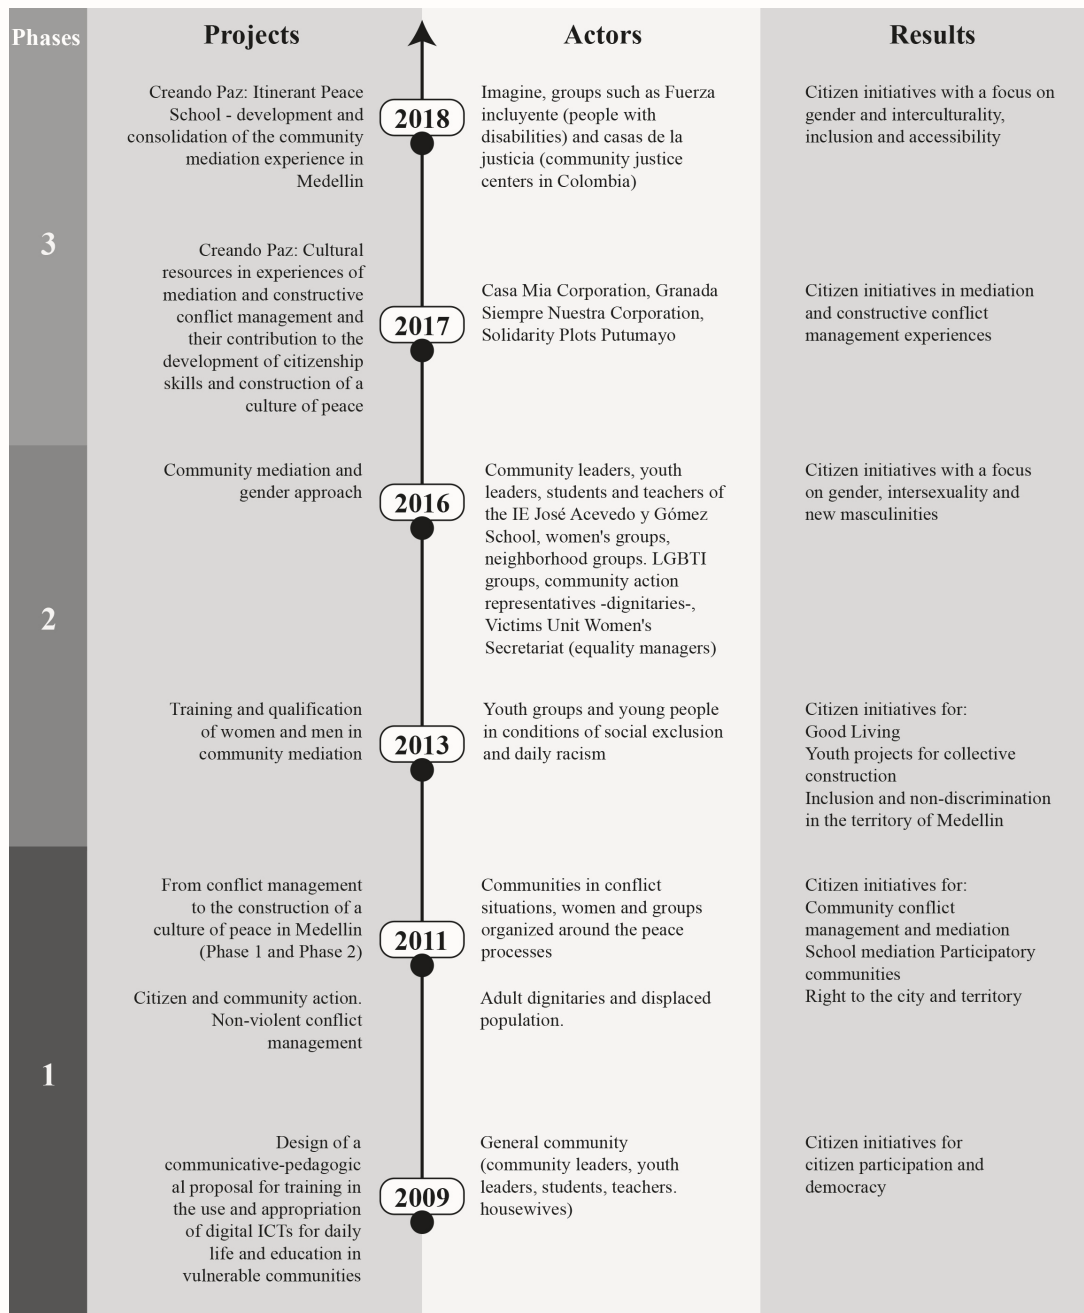 Phases
Projects
Actors
Results
3
Creando Paz: Itinerant Peace
School - development and
consolidation of the community
mediation experience in
Medellin
2018
Imagine, groups such as Fuerza
incluyente (people with
disabilities) and casas de la
justicia (community justice
centers in Colombia)
Citizen initiatives with a focus on
gender and interculturality,
inclusion and accessibility
Creando Paz: Cultural
resources in experiences of
mediation and constructive
conflict management and
their contribution to the
development of citizenship
skills and construction of a
culture of peace
2017
Casa Mia Corporation, Granada
Siempre Nuestra Corporation,
Solidarity Plots Putumayo
Citizen initiatives in mediation
and constructive conflict
management experiences
2
Community mediation and
gender approach
2016
Community leaders, youth
leaders, students and teachers of
the IE José Acevedo y Gómez
School, women's groups,
neighborhood groups. LGBTI
groups, community action
representatives -dignitaries-,
Victims Unit Women's
Secretariat (equality managers)
Citizen initiatives with a focus
on gender, intersexuality and
new masculinities
Training and qualification
of women and men in
community mediation
2013
Youth groups and young people
in conditions of social exclusion
and daily racism
Citizen initiatives for:
Good Living
Youth projects for collective
construction
Inclusion and non-discrimination
in the territory of Medellin
1
From conflict management
to the construction of a
culture of peace in Medellin
(Phase 1 and Phase 2)
2011
Communities in conflict
situations, women and groups
organized around the peace
processes
Citizen initiatives for:
Community conflict
management and mediation
School mediation Participatory
communities
Right to the city and territory
Citizen and community action.
Non-violent conflict
management
Adult dignitaries and displaced
population.
Design of a
communicative-pedagogic
al proposal for training in
the use and appropriation
of digital ICTs for daily
life and education in
vulnerable communities
2009
General community
(community leaders, youth
leaders, students, teachers.
housewives)
Citizen initiatives for
citizen participation and
democracy